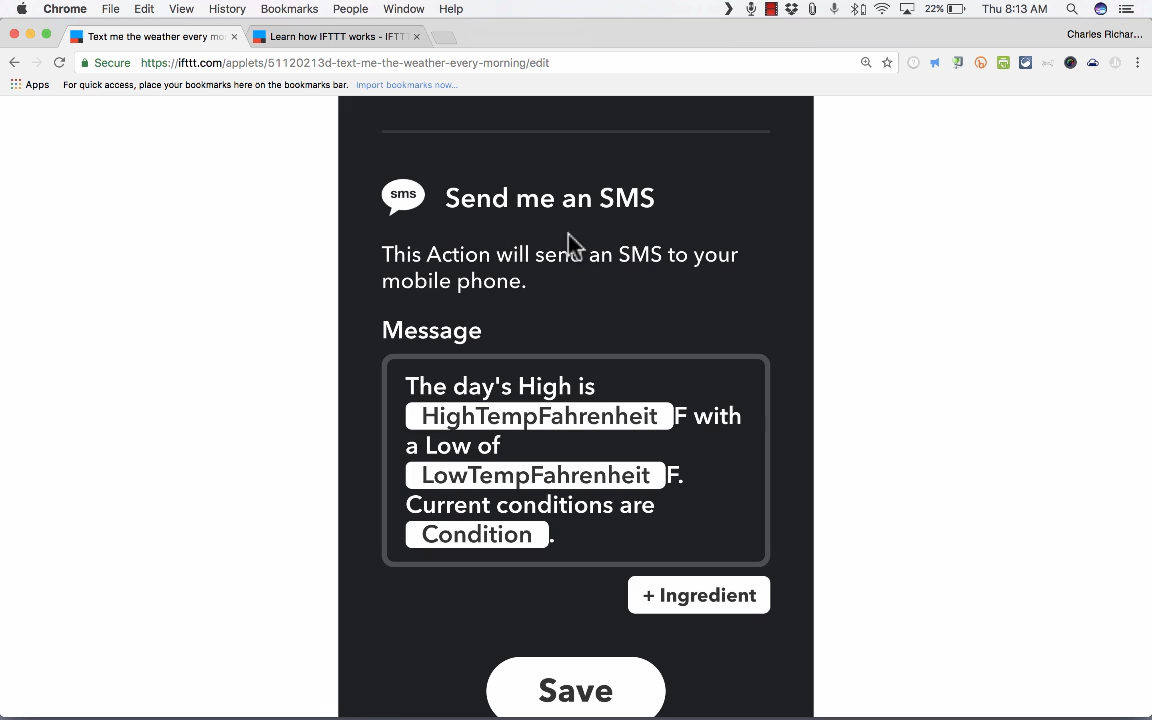 Chrome File Edit View History Bookmarks People Window Help 22% Thu 8:13 AM
Text me the weather every mo Learn how IFTTT works - IFTT Charles Richar...
Secure https://ifttt.com/applets/51120213d-text-me-the-weather-every-morning/edit
Apps For quick access, place your bookmarks here on the bookmarks bar. Import bookmarks now...
sms Send me an SMS
This Action will send an SMS to your
mobile phone.
Message
The day's High is
HighTempFahrenheit F with
a Low of
LowTempFahrenheit F.
Current conditions are
Condition .
+ Ingredient
Save